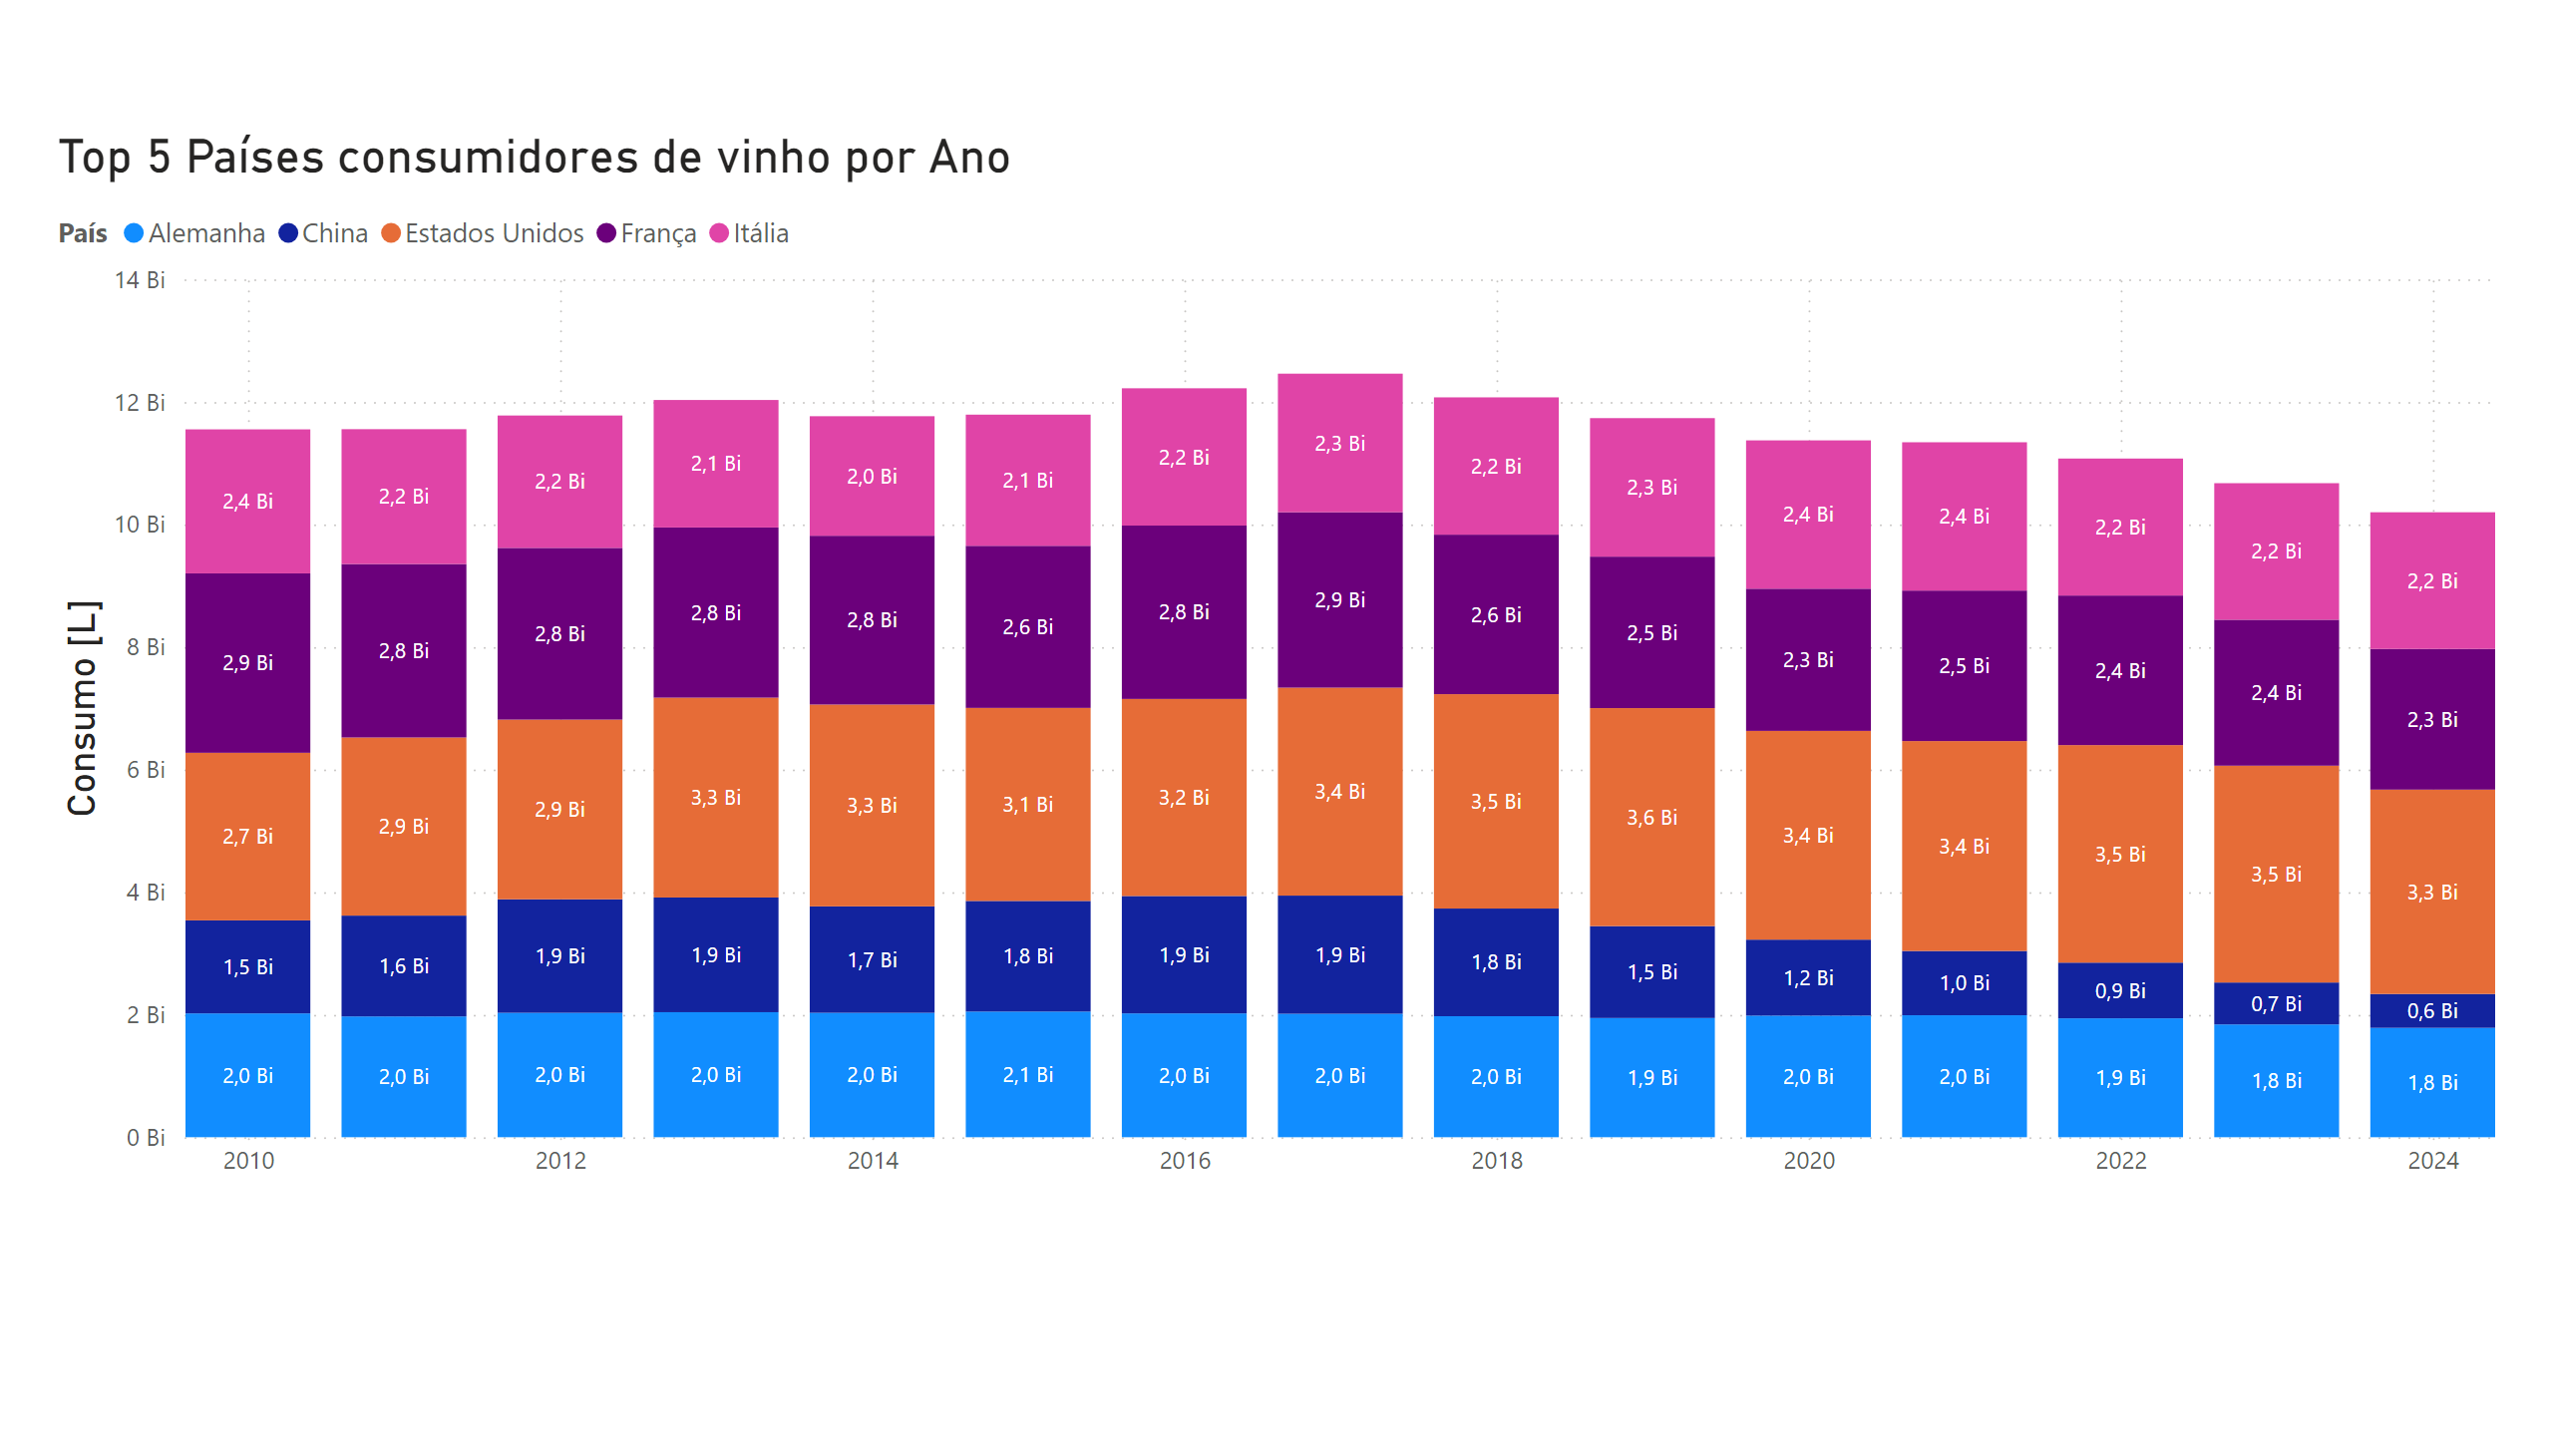 Top 5 Países consumidores de vinho por Ano
País Alemanha China Estados Unidos França Itália
14 Bi
12 Bi
10 Bi
8 Bi
6 Bi
4 Bi
2 Bi
0 Bi
Consumo [L]
2,4 Bi 2,2 Bi 2,2 Bi 2,1 Bi 2,0 Bi 2,1 Bi 2,2 Bi 2,3 Bi 2,2 Bi 2,3 Bi 2,4 Bi 2,4 Bi 2,2 Bi 2,2 Bi 2,2 Bi
2,9 Bi 2,8 Bi 2,8 Bi 2,8 Bi 2,8 Bi 2,6 Bi 2,8 Bi 2,9 Bi 2,6 Bi 2,5 Bi 2,3 Bi 2,5 Bi 2,4 Bi 2,4 Bi 2,3 Bi
2,7 Bi 2,9 Bi 2,9 Bi 3,3 Bi 3,3 Bi 3,1 Bi 3,2 Bi 3,4 Bi 3,5 Bi 3,6 Bi 3,4 Bi 3,4 Bi 3,5 Bi 3,5 Bi 3,3 Bi
1,5 Bi 1,6 Bi 1,9 Bi 1,9 Bi 1,7 Bi 1,8 Bi 1,9 Bi 1,9 Bi 1,8 Bi 1,5 Bi 1,2 Bi 1,0 Bi 0,9 Bi 0,7 Bi 0,6 Bi
2,0 Bi 2,0 Bi 2,0 Bi 2,0 Bi 2,0 Bi 2,1 Bi 2,0 Bi 2,0 Bi 2,0 Bi 1,9 Bi 2,0 Bi 2,0 Bi 1,9 Bi 1,8 Bi 1,8 Bi
2010 2012 2014 2016 2018 2020 2022 2024